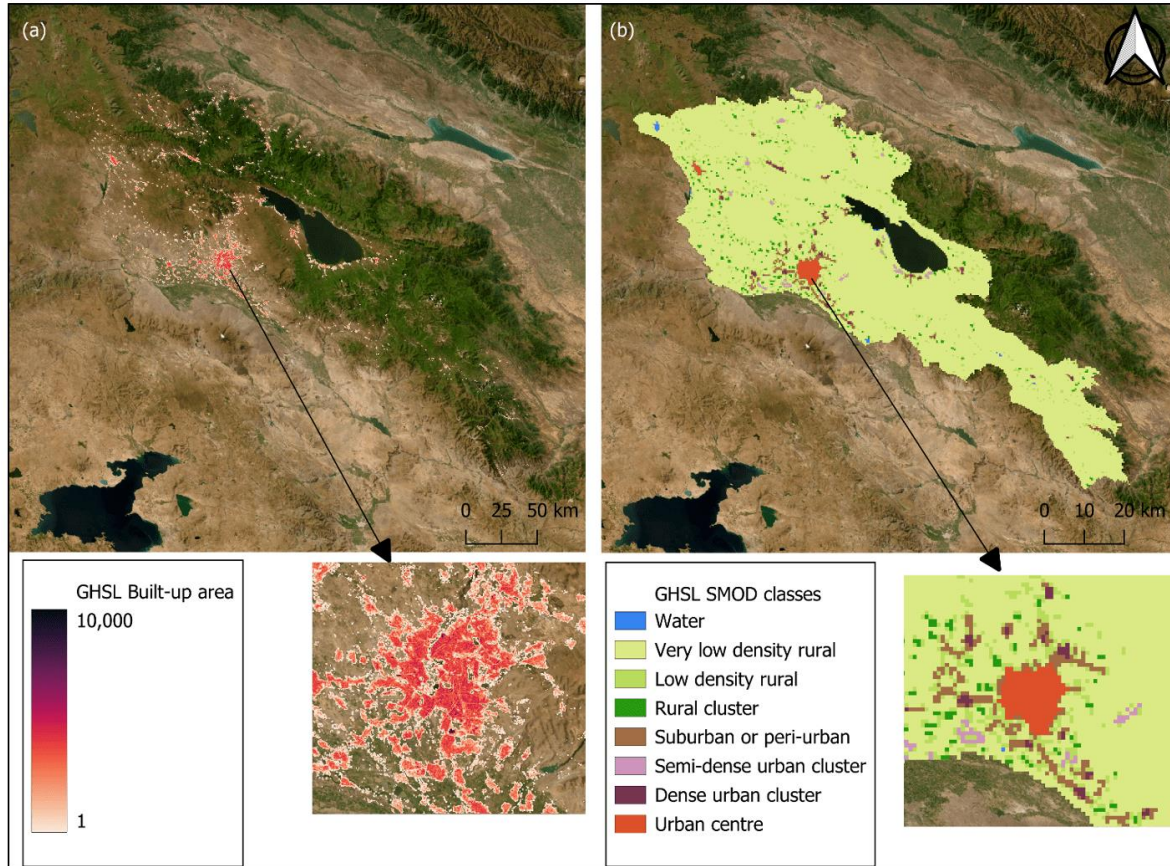 (a)
(b)
0 25 50 km
0 10 20 km
GHSL Built-up area
10,000
1
GHSL SMOD classes
Water
Very low density rural
Low density rural
Rural cluster
Suburban or peri-urban
Semi-dense urban cluster
Dense urban cluster
Urban centre